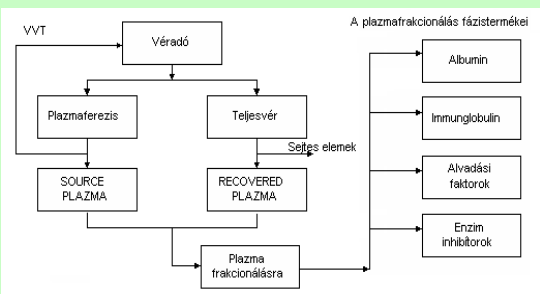 A plazmafrakcionálás fázistermékei
VVT
Véradó
Albumin
Plazmaferezis
Teljesvér
Immunglobulin
Sejtes elemek
SOURCE
PLAZMA
RECOVERED
PLAZMA
Alvadási
faktorok
Enzim
inhibítorok
Plazma
frakcionálásra